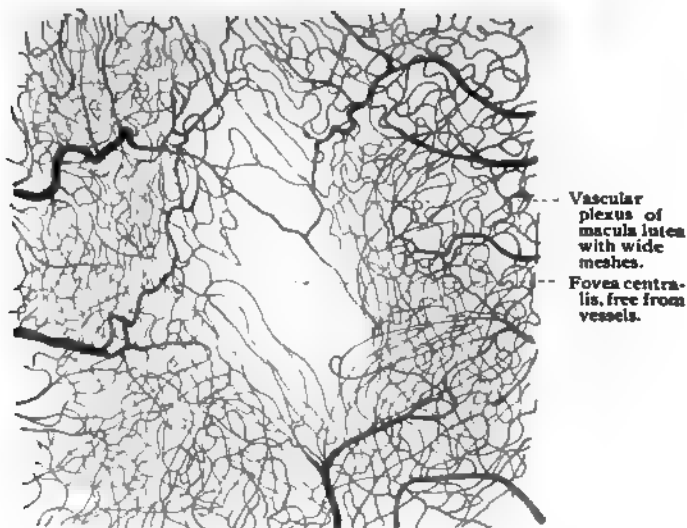 Vascular
plexus of
macula lutea
with wide
meshes.
Fovea centra-
lis, free from
vessels.